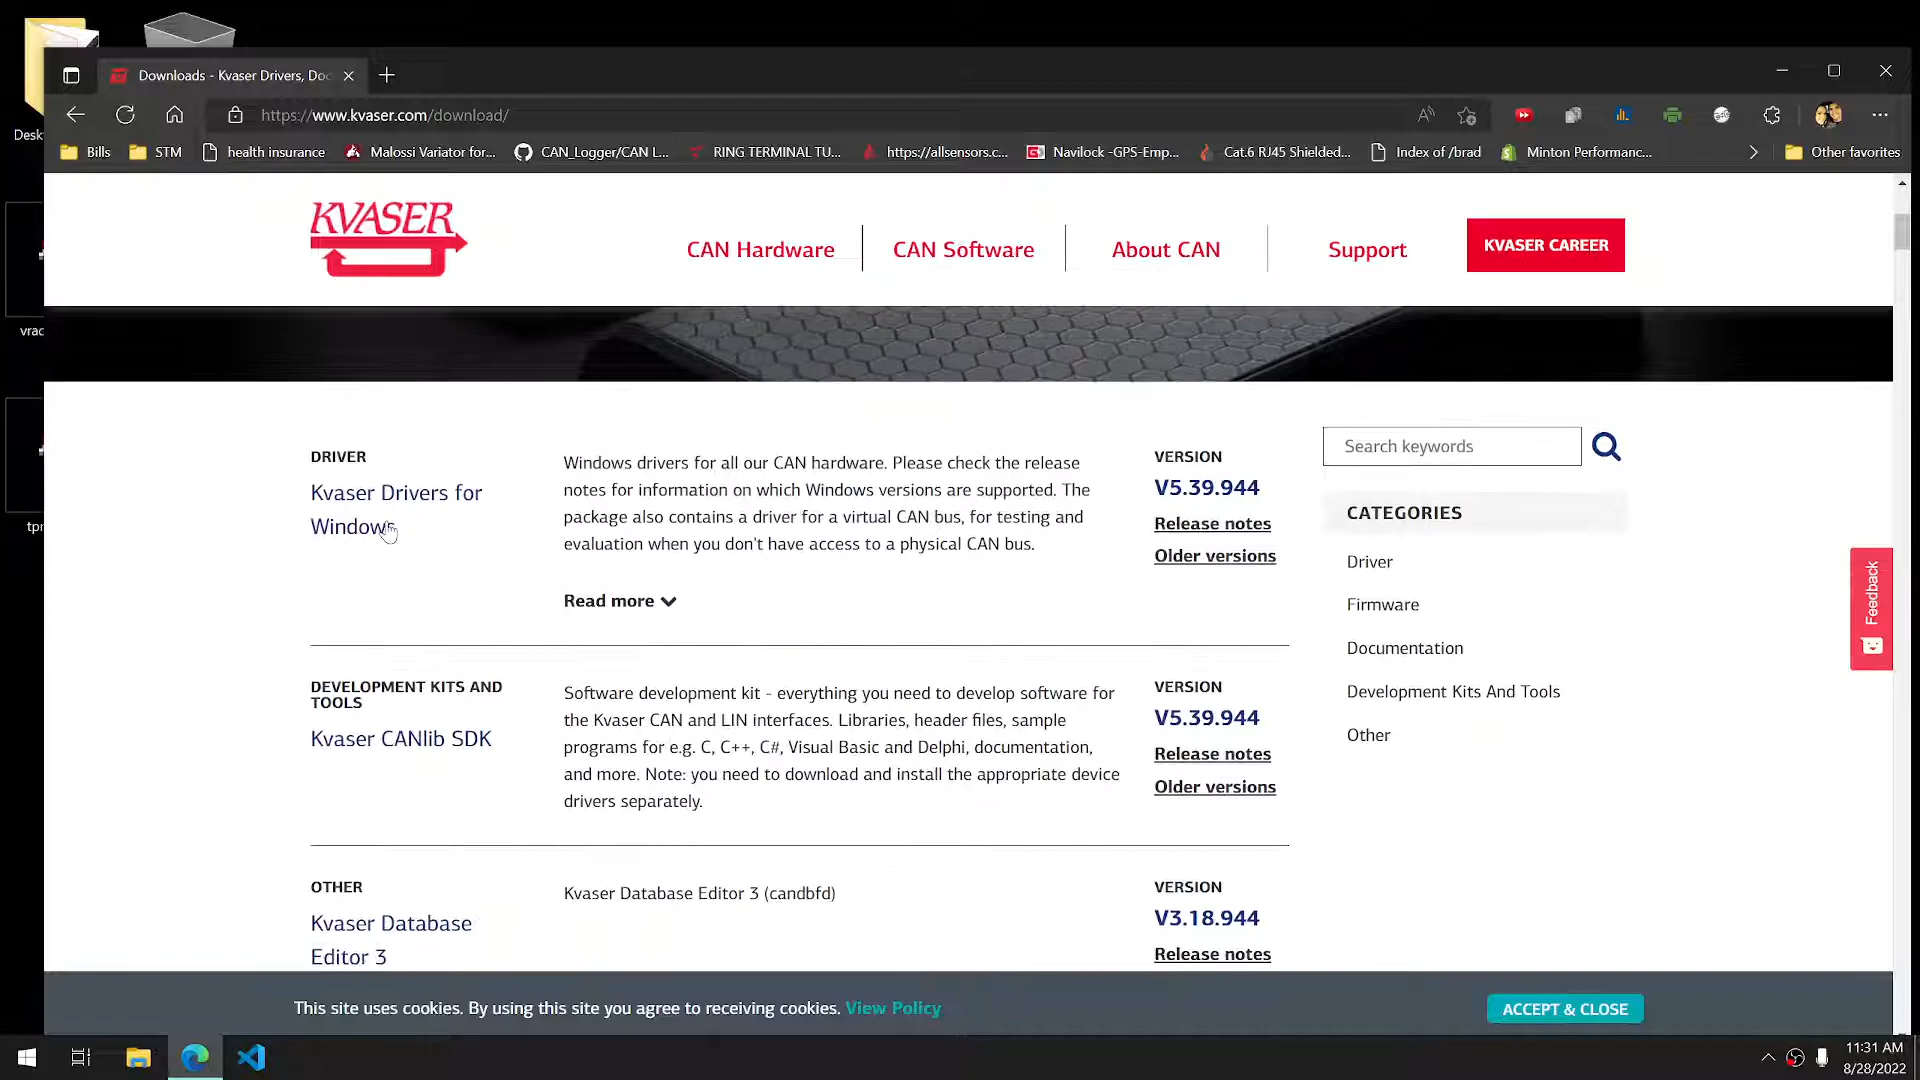 Downloads - Kvaser Drivers, Doc
https://www.kvaser.com/download/
Bills
STM
health insurance
Malossi Variator for...
CAN_Logger/CAN L...
RING TERMINAL TU...
https://allsensors.c...
Navilock -GPS-Emp...
Cat.6 RJ45 Shielded...
Index of /brad
Minton Performanc...
Other favorites
KVASER
CAN Hardware
CAN Software
About CAN
Support
KVASER CAREER
DRIVER
Kvaser Drivers for
Windows
Windows drivers for all our CAN hardware. Please check the release
notes for information on which Windows versions are supported. The
package also contains a driver for a virtual CAN bus, for testing and
evaluation when you don't have access to a physical CAN bus.
Read more
VERSION
V5.39.944
Release notes
Older versions
Search keywords
CATEGORIES
Driver
Firmware
Documentation
Development Kits And Tools
Other
Feedback
DEVELOPMENT KITS AND
TOOLS
Kvaser CANlib SDK
Software development kit - everything you need to develop software for
the Kvaser CAN and LIN interfaces. Libraries, header files, sample
programs for e.g. C, C++, C#, Visual Basic and Delphi, documentation,
and more. Note: you need to download and install the appropriate device
drivers separately.
VERSION
V5.39.944
Release notes
Older versions
OTHER
Kvaser Database
Editor 3
Kvaser Database Editor 3 (candbfd)
VERSION
V3.18.944
Release notes
This site uses cookies. By using this site you agree to receiving cookies. View Policy
ACCEPT & CLOSE
Desk
vrac
11:31 AM
8/28/2022